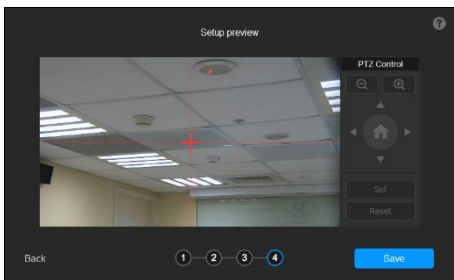 ?
Setup preview
PTZ Control
Set
Reset
Back
1
2
3
4
Save